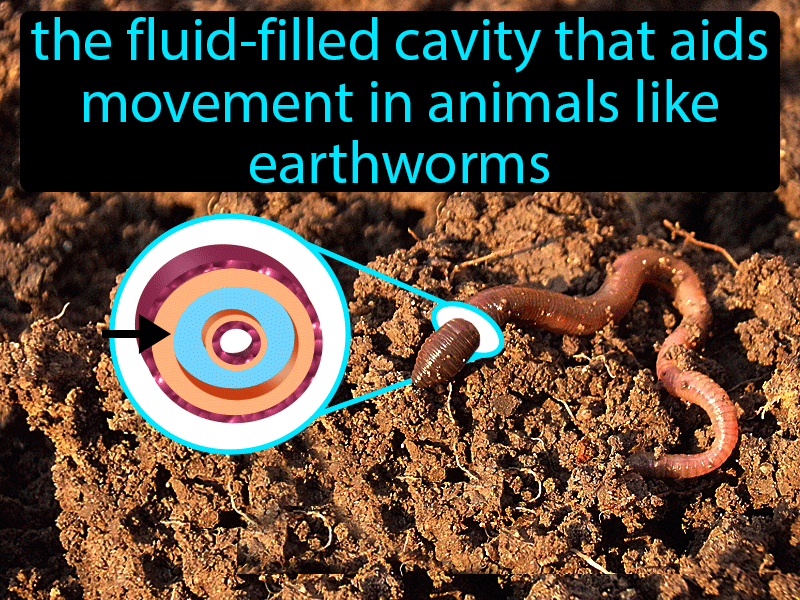 the fluid-filled cavity that aids
movement in animals like
earthworms